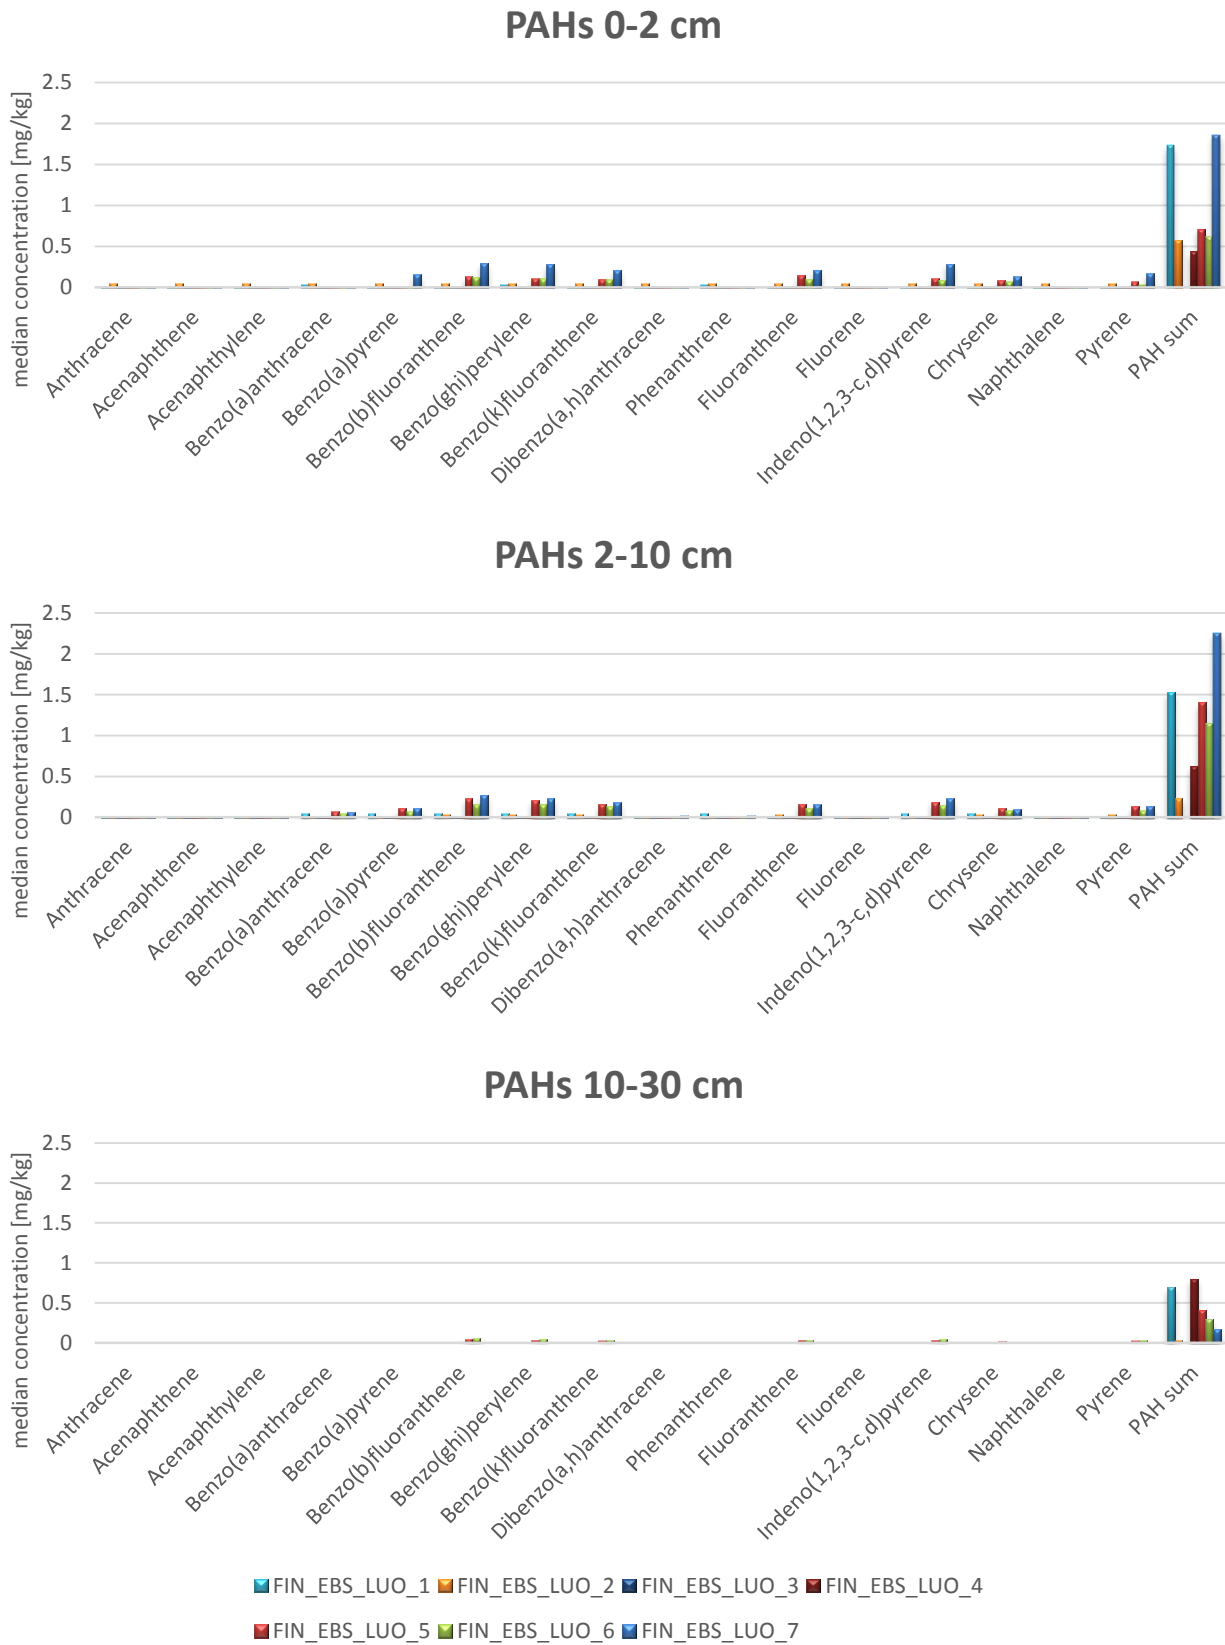 PAHs 0-2 cm
median concentration [mg/kg]
2.5
2
1.5
1
0.5
0
Anthracene
Acenaphthene
Acenaphthylene
Benzo(a)anthracene
Benzo(a)pyrene
Benzo(b)fluoranthene
Benzo(ghi)perylene
Benzo(k)fluoranthene
Dibenzo(a,h)anthracene
Phenanthrene
Fluoranthene
Fluorene
Indeno(1,2,3-c,d)pyrene
Chrysene
Naphthalene
Pyrene
PAH sum
PAHs 2-10 cm
median concentration [mg/kg]
2.5
2
1.5
1
0.5
0
Anthracene
Acenaphthene
Acenaphthylene
Benzo(a)anthracene
Benzo(a)pyrene
Benzo(b)fluoranthene
Benzo(ghi)perylene
Benzo(k)fluoranthene
Dibenzo(a,h)anthracene
Phenanthrene
Fluoranthene
Fluorene
Indeno(1,2,3-c,d)pyrene
Chrysene
Naphthalene
Pyrene
PAH sum
PAHs 10-30 cm
median concentration [mg/kg]
2.5
2
1.5
1
0.5
0
Anthracene
Acenaphthene
Acenaphthylene
Benzo(a)anthracene
Benzo(a)pyrene
Benzo(b)fluoranthene
Benzo(ghi)perylene
Benzo(k)fluoranthene
Dibenzo(a,h)anthracene
Phenanthrene
Fluoranthene
Fluorene
Indeno(1,2,3-c,d)pyrene
Chrysene
Naphthalene
Pyrene
PAH sum
FIN_EBS_LUO_1 FIN_EBS_LUO_2 FIN_EBS_LUO_3 FIN_EBS_LUO_4
FIN_EBS_LUO_5 FIN_EBS_LUO_6 FIN_EBS_LUO_7